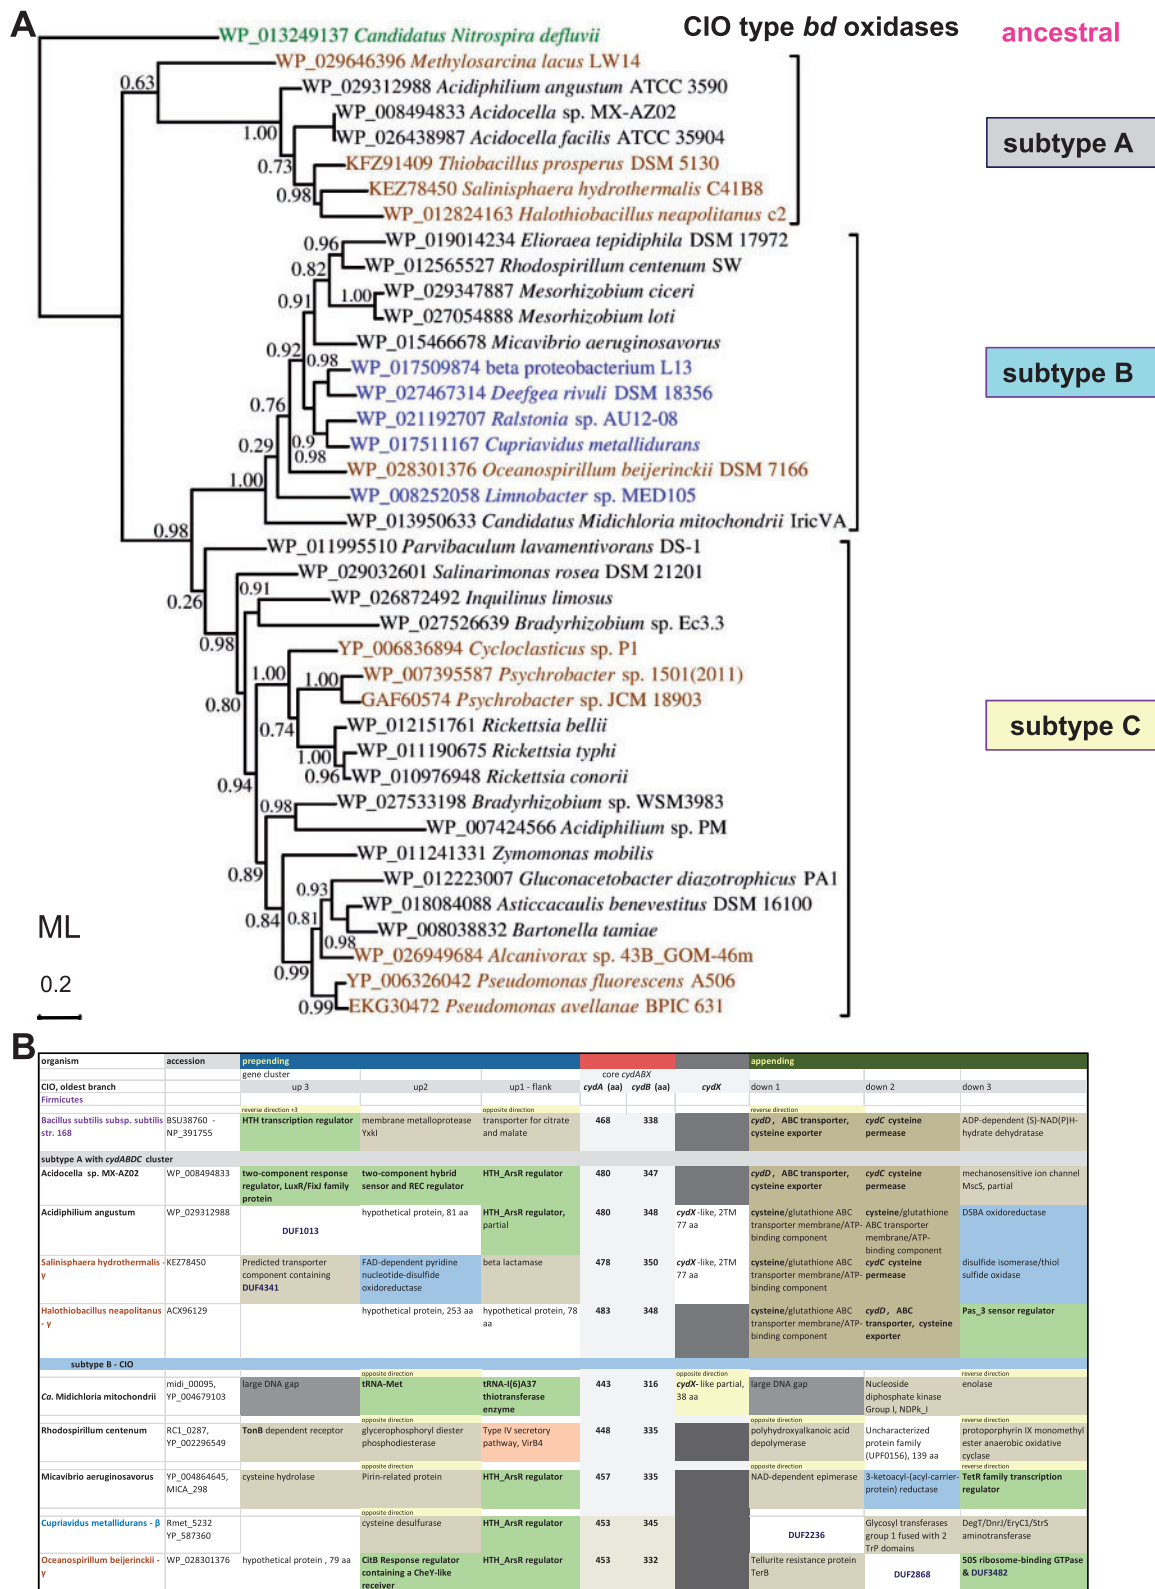 A
CIO type bd oxidases
ancestral
WP_013249137 Candidatus Nitrospira defluvii
WP_029646396 Methylosarcina lacus LW14
0.63
WP_029312988 Acidiphilium angustum ATCC 3590
WP_008494833 Acidocella sp. MX-AZ02
1.00
WP_026438987 Acidocella facilis ATCC 35904
subtype A
0.73
KFZ91409 Thiobacillus prosperus DSM 5130
0.98
KEZ78450 Salinisphaera hydrothermalis C41B8
WP_012824163 Halothiobacillus neapolitanus c2
0.96
WP_019014234 Elioraea tepidiphila DSM 17972
0.82
WP_012565527 Rhodospirillum centenum SW
0.91
1.00
WP_029347887 Mesorhizobium ciceri
WP_027054888 Mesorhizobium loti
0.92
WP_015466678 Micavibrio aeruginosavorus
0.98
WP_017509874 beta proteobacterium L13
subtype B
0.76
WP_027467314 Deefgea rivuli DSM 18356
WP_021192707 Ralstonia sp. AU12-08
0.29
0.9
WP_017511167 Cupriavidus metallidurans
0.98
WP_028301376 Oceanospirillum beijerinckii DSM 7166
1.00
WP_008252058 Limnobacter sp. MED105
0.98
WP_013950633 Candidatus Midichloria mitochondrii IricVA
WP_011995510 Parvibaculum lavamentivorans DS-1
WP_029032601 Salinarimonas rosea DSM 21201
0.26
0.91
WP_026872492 Inquilinus limosus
0.98
WP_027526639 Bradyrhizobium sp. Ec3.3
YP_006836894 Cycloclasticus sp. P1
1.00
1.00
WP_007395587 Psychrobacter sp. 1501(2011)
0.80
GAF60574 Psychrobacter sp. JCM 18903
0.74
WP_012151761 Rickettsia bellii
subtype C
1.00
WP_011190675 Rickettsia typhi
0.94
0.96
WP_010976948 Rickettsia conorii
0.98
WP_027533198 Bradyrhizobium sp. WSM3983
WP_007424566 Acidiphilium sp. PM
WP_011241331 Zymomonas mobilis
0.89
0.93
WP_012223007 Gluconacetobacter diazotrophicus PA1
0.84
0.81
WP_018084088 Asticcacaulis benevestitus DSM 16100
WP_008038832 Bartonella tamiae
0.98
WP_026949684 Alcanivorax sp. 43B_GOM-46m
0.99
YP_006326042 Pseudomonas fluorescens A506
0.99
EKG30472 Pseudomonas avellanae BPIC 631
ML
0.2
B
organism accession prepending appending
gene cluster core cydABX
CIO, oldest branch up 3 up2 up1 - flank cydA (aa) cydB (aa) cydX down 1 down 2 down 3
Firmicutes
reverse direction +3 opposite direction reverse direction
Bacillus subtilis subsp. subtilis BSU38760 - HTH transcription regulator membrane metalloprotease transporter for citrate 468 338 cydD , ABC transporter, cydC cysteine ADP-dependent (S)-NAD(P)H-
str. 168 NP_391755 YxkI and malate cysteine exporter permease hydrate dehydratase
subtype A with cydABDC cluster
Acidocella sp. MX-AZ02 WP_008494833 two-component response two-component hybrid HTH_ArsR regulator 480 347 cydD , ABC transporter, cydC cysteine mechanosensitive ion channel
regulator, LuxR/FixJ family sensor and REC regulator cysteine exporter permease MscS, partial
protein
Acidiphilium angustum WP_029312988 hypothetical protein, 81 aa HTH_ArsR regulator, 480 348 cydX -like, 2TM cysteine/glutathione ABC cysteine/glutathione DSBA oxidoreductase
DUF1013 partial 77 aa transporter membrane/ATP- ABC transporter
binding component membrane/ATP-
binding component
Salinisphaera hydrothermalis - KEZ78450 Predicted transporter FAD-dependent pyridine beta lactamase 478 350 cydX -like, 2TM cysteine/glutathione ABC cydC cysteine disulfide isomerase/thiol
γ component containing nucleotide-disulfide 77 aa transporter membrane/ATP- permease sulfide oxidase
DUF4341 oxidoreductase binding component
Halothiobacillus neapolitanus ACX96129 hypothetical protein, 253 aa hypothetical protein, 78 483 348 cysteine/glutathione ABC cydD , ABC Pas_3 sensor regulator
- γ aa transporter membrane/ATP- transporter, cysteine
binding component exporter
subtype B - CIO
opposite direction opposite direction reverse direction
Ca. Midichloria mitochondrii midi_00095, large DNA gap tRNA-Met tRNA-I(6)A37 443 316 cydX- like partial, large DNA gap Nucleoside enolase
YP_004679103 thiotransferase 38 aa diphosphate kinase
enzyme Group I, NDPk_I
opposite direction opposite direction reverse direction
Rhodospirillum centenum RC1_0287, TonB dependent receptor glycerophosphoryl diester Type IV secretory 448 335 polyhydroxyalkanoic acid Uncharacterized protoporphyrin IX monomethyl
YP_002296549 phosphodiesterase pathway, VirB4 depolymerase protein family ester anaerobic oxidative
(UPF0156), 139 aa cyclase
opposite direction opposite direction reverse direction
Micavibrio aeruginosavorus YP_004864645, cysteine hydrolase Pirin-related protein HTH_ArsR regulator 457 335 NAD-dependent epimerase 3-ketoacyl-(acyl-carrier- TetR family transcription
MICA_298 protein) reductase regulator
opposite direction
Cupriavidus metallidurans - β Rmet_5232 cysteine desulfurase HTH_ArsR regulator 453 345 Glycosyl transferases DegT/DnrJ/EryC1/StrS
YP_587360 DUF2236 group 1 fused with 2 aminotransferase
TrP domains
Oceanospirillum beijerinckii - WP_028301376 hypothetical protein , 79 aa CitB Response regulator HTH_ArsR regulator 453 332 Tellurite resistance protein 50S ribosome-binding GTPase
γ containing a CheY-like TerB DUF2868 & DUF3482
receiver